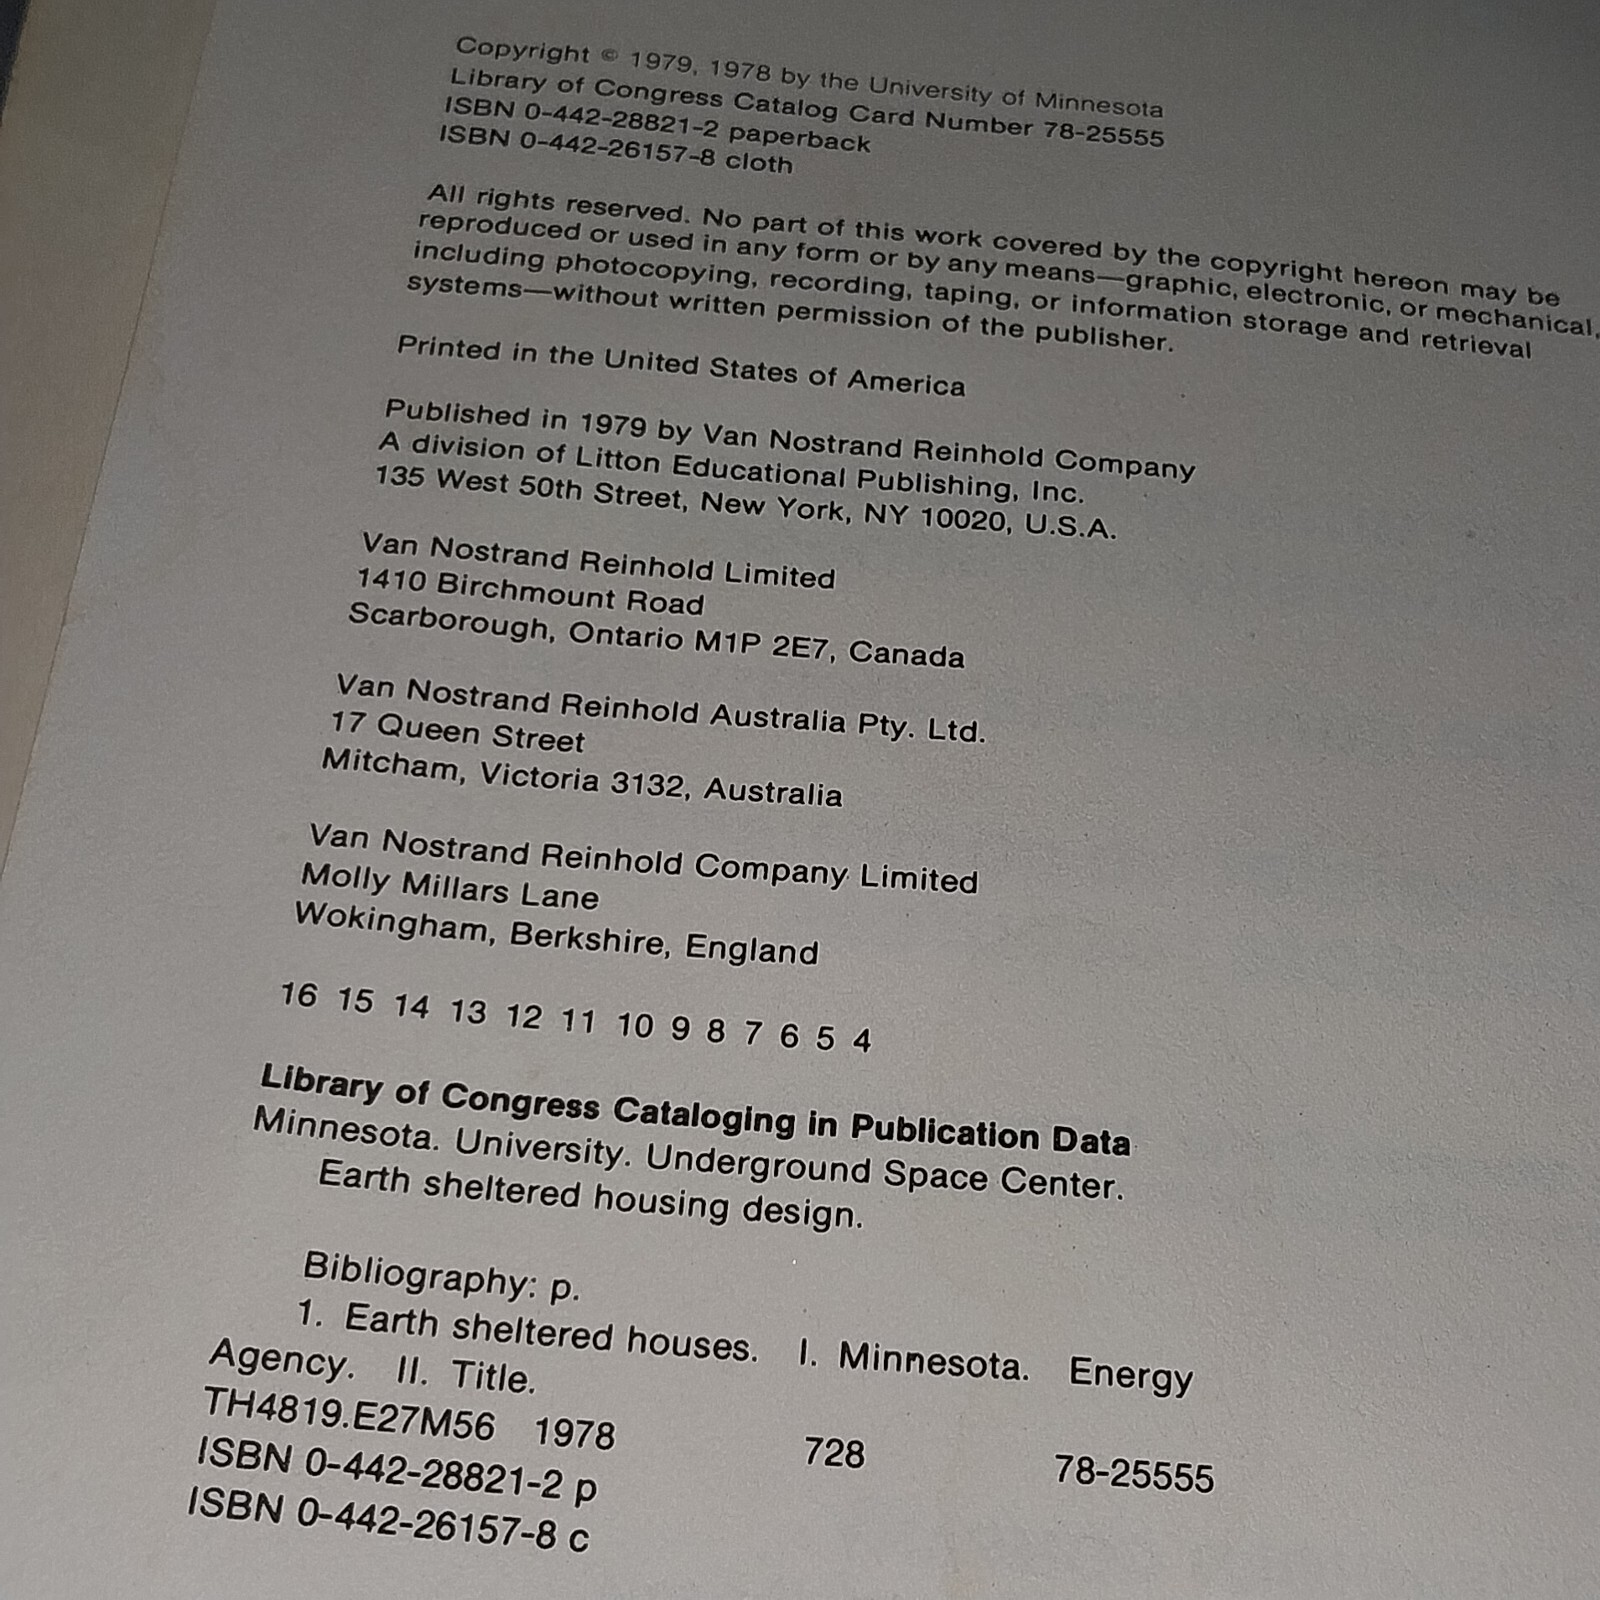 Copyright © 1979, 1978 by the University of Minnesota
Library of Congress Catalog Card Number 78-25555
ISBN 0-442-28821-2 paperback
ISBN 0-442-26157-8 cloth
All rights reserved. No part of this work covered by the copyright hereon may be
reproduced or used in any form or by any means—graphic, electronic, or mechanical,
including photocopying, recording, taping, or information storage and retrieval
systems—without written permission of the publisher.
Printed in the United States of America
Published in 1979 by Van Nostrand Reinhold Company
A division of Litton Educational Publishing, Inc.
135 West 50th Street, New York, NY 10020, U.S.A.
Van Nostrand Reinhold Limited
1410 Birchmount Road
Scarborough, Ontario M1P 2E7, Canada
Van Nostrand Reinhold Australia Pty. Ltd.
17 Queen Street
Mitcham, Victoria 3132, Australia
Van Nostrand Reinhold Company Limited
Molly Millars Lane
Wokingham, Berkshire, England
16 15 14 13 12 11 10 9 8 7 6 5 4
Library of Congress Cataloging in Publication Data
Minnesota. University. Underground Space Center.
Earth sheltered housing design.
Bibliography: p.
1. Earth sheltered houses. I. Minnesota. Energy
Agency. II. Title.
TH4819.E27M56 1978 728 78-25555
ISBN 0-442-28821-2 p
ISBN 0-442-26157-8 c